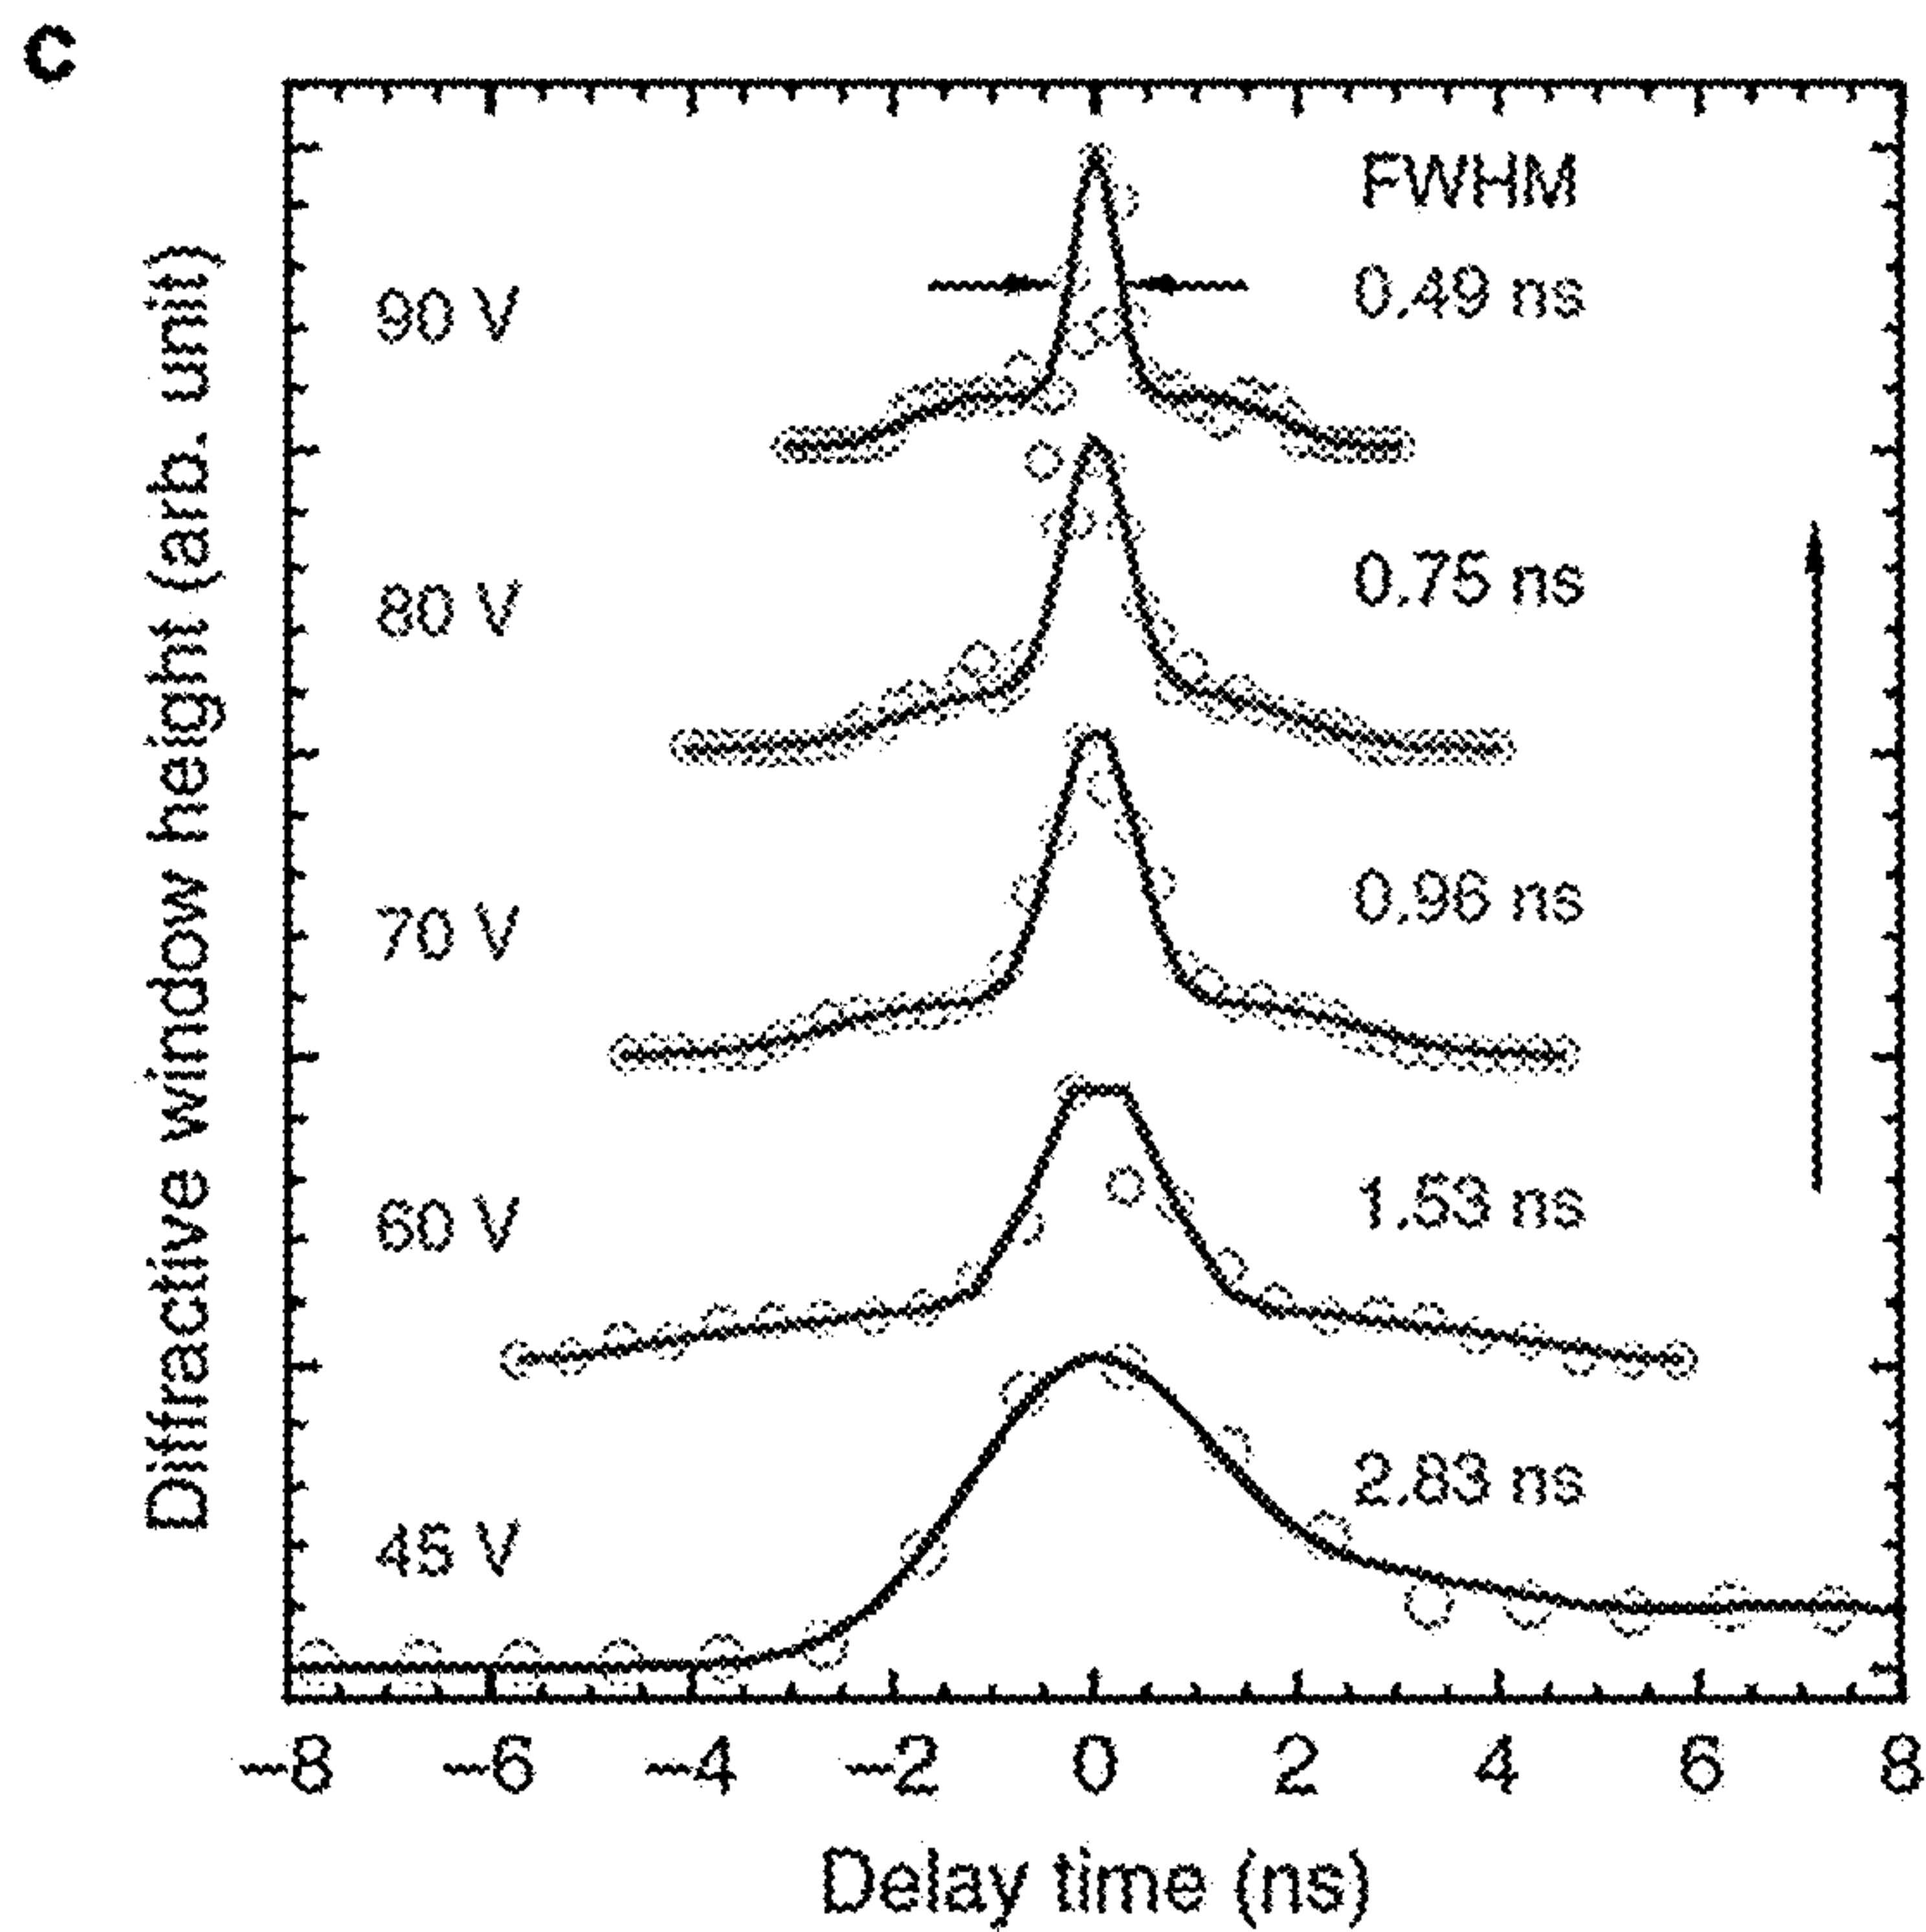 c
Diffractive window height (arb. unit)
FWHM
90 V
0.49 ns
80 V
0.75 ns
70 V
0.96 ns
60 V
1.53 ns
45 V
2.83 ns
−8 −6 −4 −2 0 2 4 6 8
Delay time (ns)